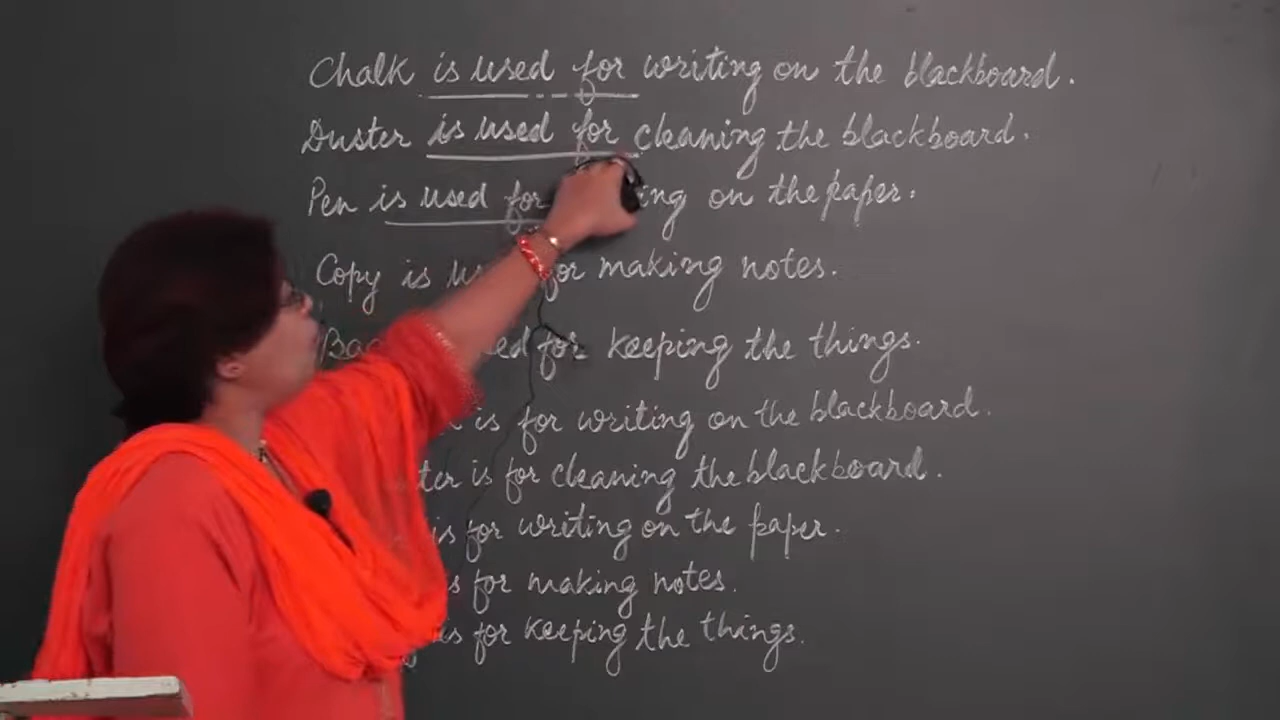 Chalk is used for writing on the blackboard.
Duster is used for cleaning the blackboard.
Pen is used for on the paper.
Copy is for making notes.
for keeping the things.
is for writing on the blackboard.
is for cleaning the blackboard.
is for writing on the paper.
is for making notes.
is for keeping the things.